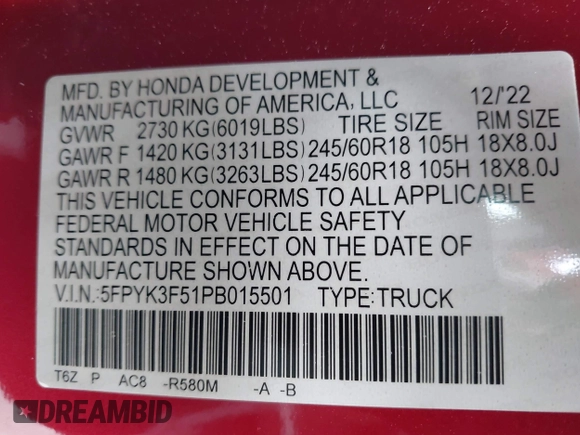 MFD. BY HONDA DEVELOPMENT &
MANUFACTURING OF AMERICA, LLC 12/'22
GVWR 2730 KG(6019LBS) TIRE SIZE RIM SIZE
GAWR F 1420 KG(3131LBS) 245/60R18 105H 18X8.0J
GAWR R 1480 KG(3263LBS) 245/60R18 105H 18X8.0J
THIS VEHICLE CONFORMS TO ALL APPLICABLE
FEDERAL MOTOR VEHICLE SAFETY
STANDARDS IN EFFECT ON THE DATE OF
MANUFACTURE SHOWN ABOVE.
V.I.N.:5FPYK3F51PB015501 TYPE:TRUCK
T6Z P AC8 -R580M -A -B
DREAMBID